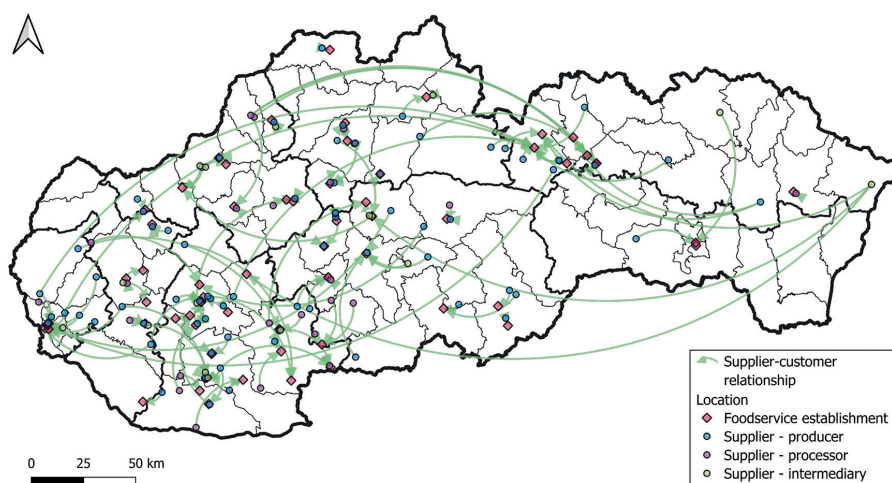 Supplier-customer
relationship
Location
Foodservice establishment
Supplier - producer
Supplier - processor
Supplier - intermediary
0 25 50 km